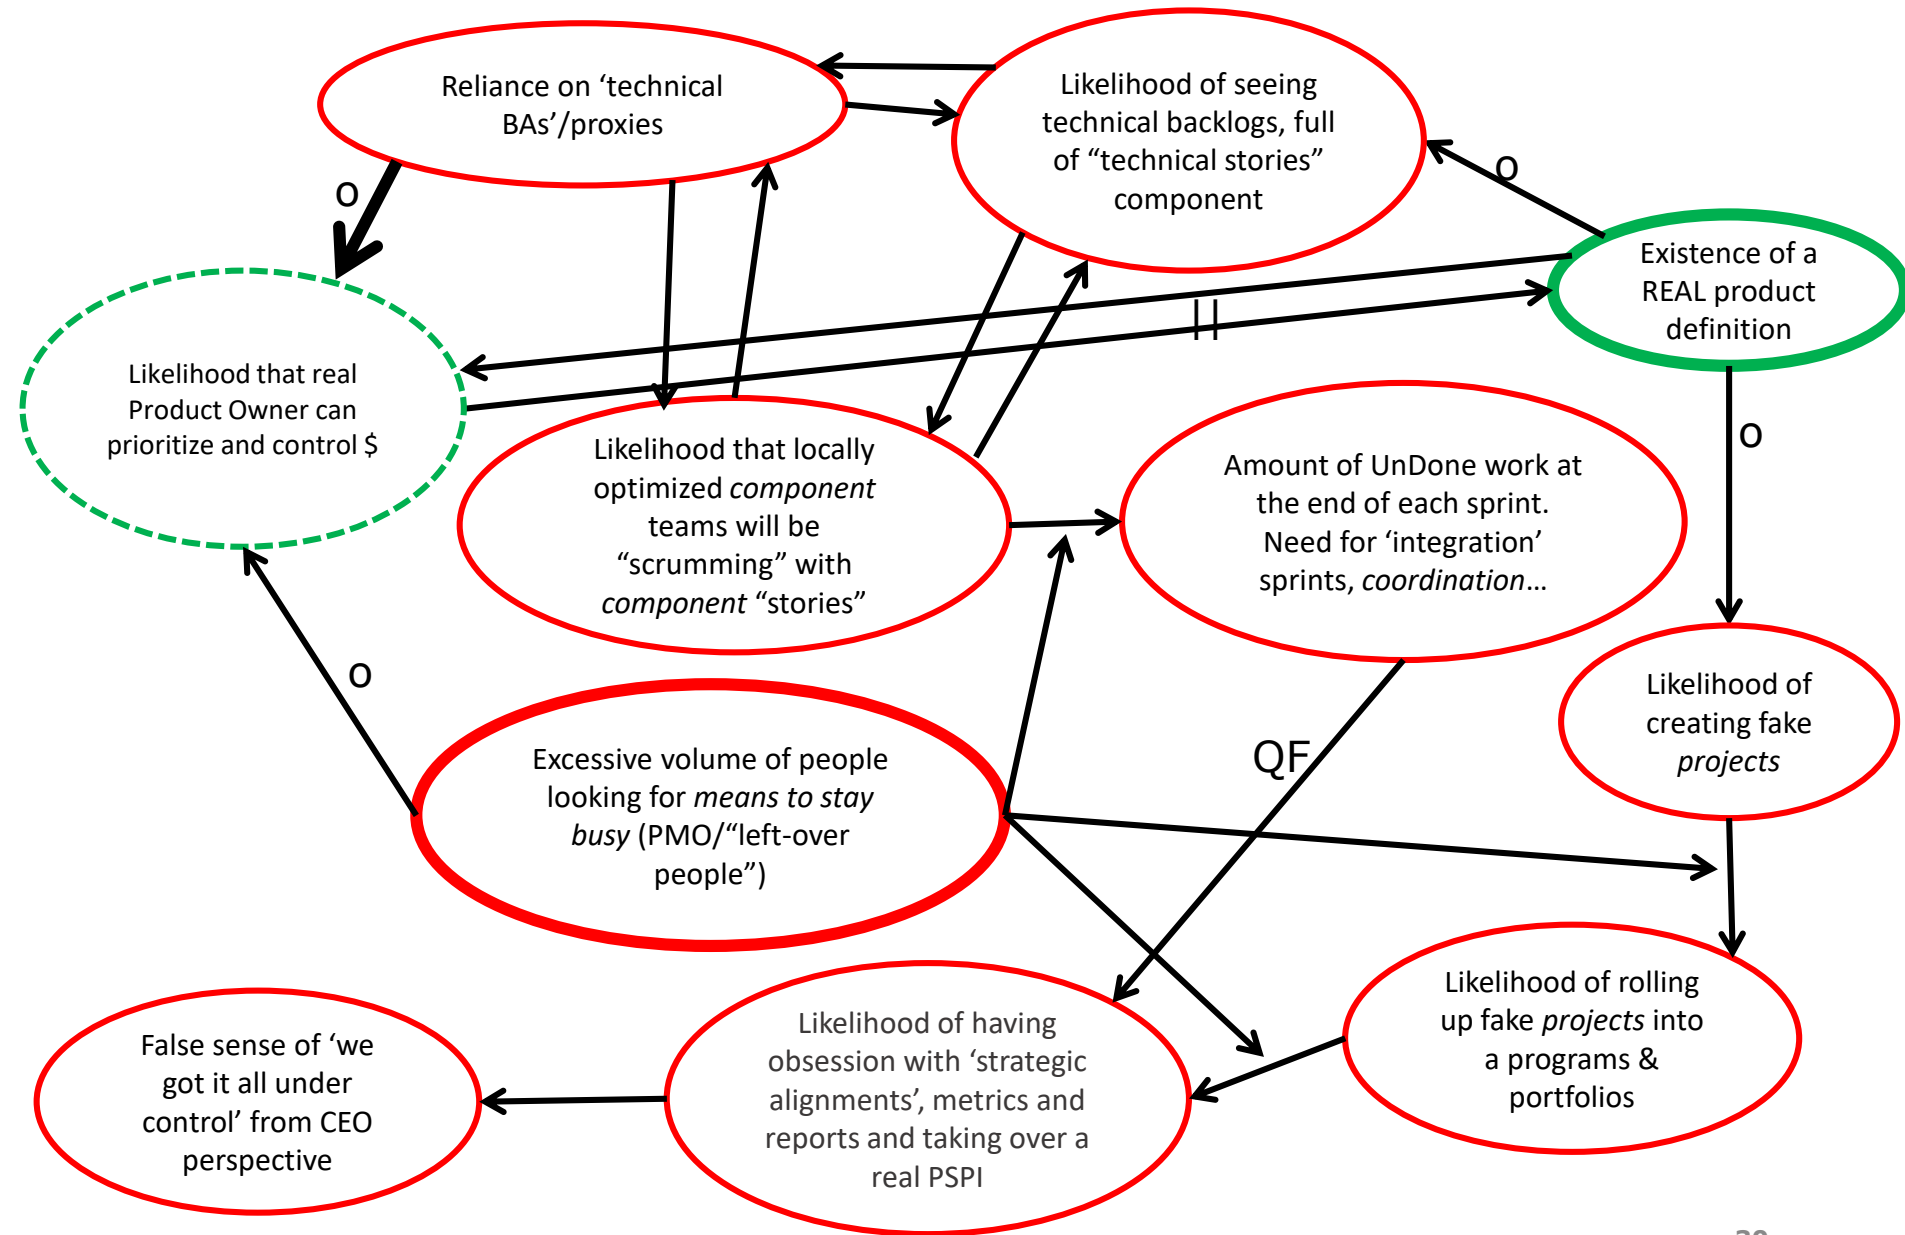 Reliance on ‘technical
BAs’/proxies
Likelihood of seeing
technical backlogs, full
of “technical stories”
component
o
o
Existence of a
REAL product
definition
||
Likelihood that real
Product Owner can
prioritize and control $
Likelihood that locally
optimized component
teams will be
“scrumming” with
component “stories”
Amount of UnDone work at
the end of each sprint.
Need for ‘integration’
sprints, coordination…
o
o
Likelihood of
creating fake
projects
QF
Excessive volume of people
looking for means to stay
busy (PMO/“left-over
people”)
Likelihood of rolling
up fake projects into
a programs &
portfolios
Likelihood of having
obsession with ‘strategic
alignments’, metrics and
reports and taking over a
real PSPI
False sense of ‘we
got it all under
control’ from CEO
perspective